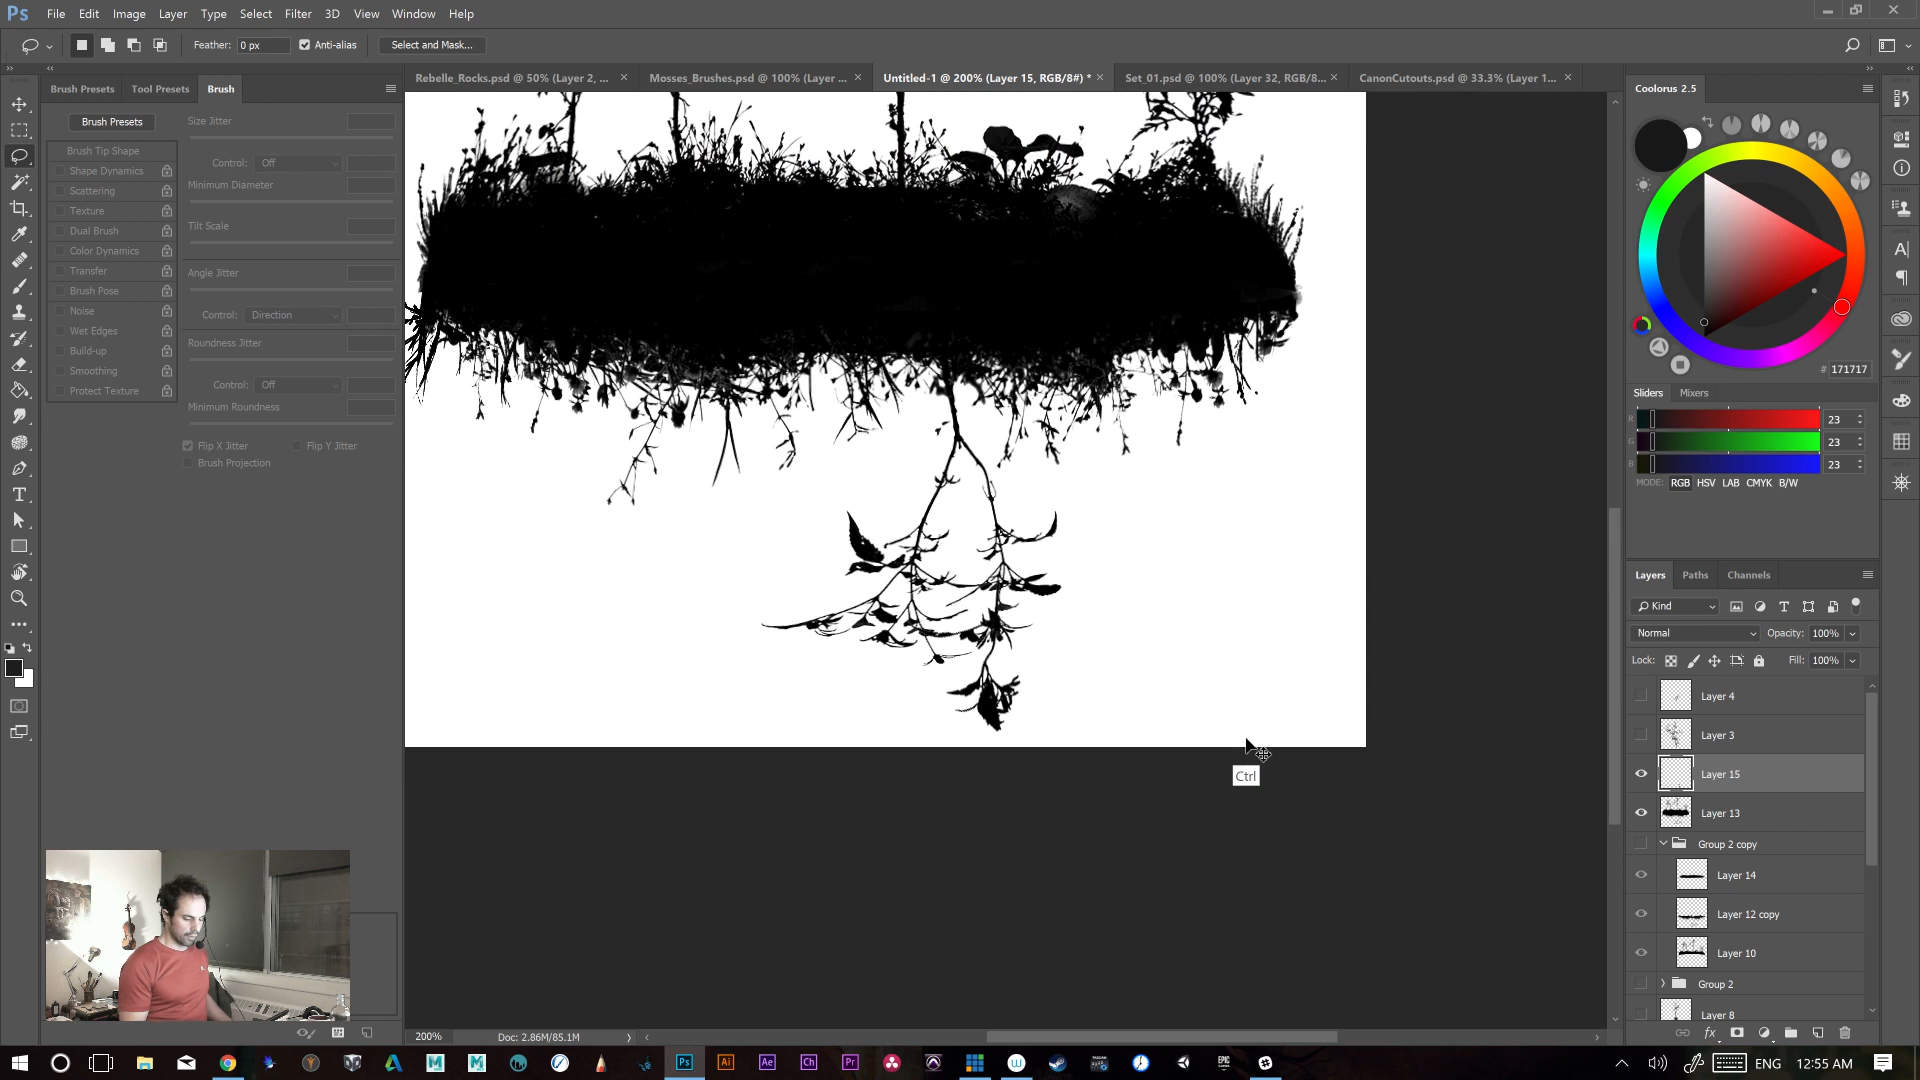 Ps File Edit Image Layer Type Select Filter 3D View Window Help
Feather: 0 px Anti-alias Select and Mask...
Rebelle_Rocks.psd @ 50% (Layer 2, ... × Mosses_Brushes.psd @ 100% (Layer ... × Untitled-1 @ 200% (Layer 15, RGB/8#) * × Set_01.psd @ 100% (Layer 32, RGB/8... × CanonCutouts.psd @ 33.3% (Layer 1... ×
Brush Presets Tool Presets Brush
Brush Presets
Brush Tip Shape
Shape Dynamics
Scattering
Texture
Dual Brush
Color Dynamics
Transfer
Brush Pose
Noise
Wet Edges
Build-up
Smoothing
Protect Texture
Size Jitter
Control: Off
Minimum Diameter
Tilt Scale
Angle Jitter
Control: Direction
Roundness Jitter
Control: Off
Minimum Roundness
Flip X Jitter Flip Y Jitter
Brush Projection
Ctrl
Coolorus 2.5
# 171717
Sliders Mixers
R 23
G 23
B 23
MODE: RGB HSV LAB CMYK B/W
Layers Paths Channels
Kind
Normal Opacity: 100%
Lock: Fill: 100%
Layer 4
Layer 3
Layer 15
Layer 13
Group 2 copy
Layer 14
Layer 12 copy
Layer 10
Group 2
Layer 8
fx
200% Doc: 2.86M/85.1M
Ps Ai Ae Ch Pr
ENG 12:55 AM